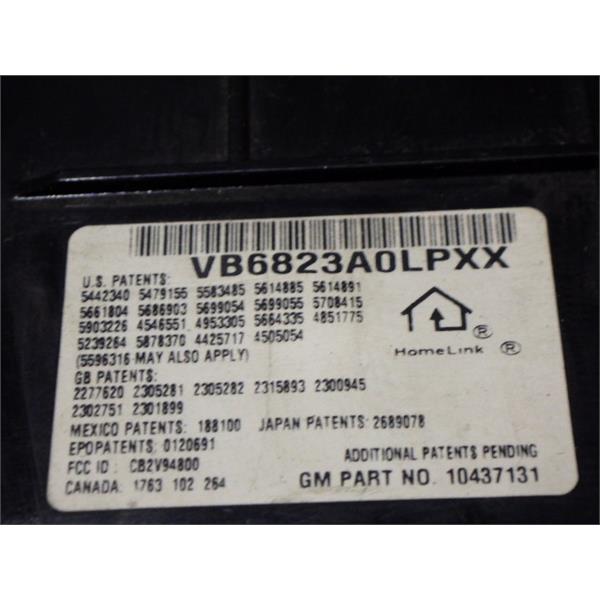 VB6823A0LPXX
U.S. PATENTS:
5442340 5479155 5583485 5614885 5614891
5661804 5686903 5699054 5699055 5708415
5903226 4546551 4953305 5664335 4851775
5239264 5878370 4425717 4505054
(5596316 MAY ALSO APPLY)
HomeLink ®
®
GB PATENTS:
2277620 2305281 2305282 2315893 2300945
2302751 2301899
MEXICO PATENTS: 188100 JAPAN PATENTS: 2689078
EPOPATENTS: 0120691
FCC ID : CB2V94800
CANADA: 1763 102 264
ADDITIONAL PATENTS PENDING
GM PART NO. 10437131